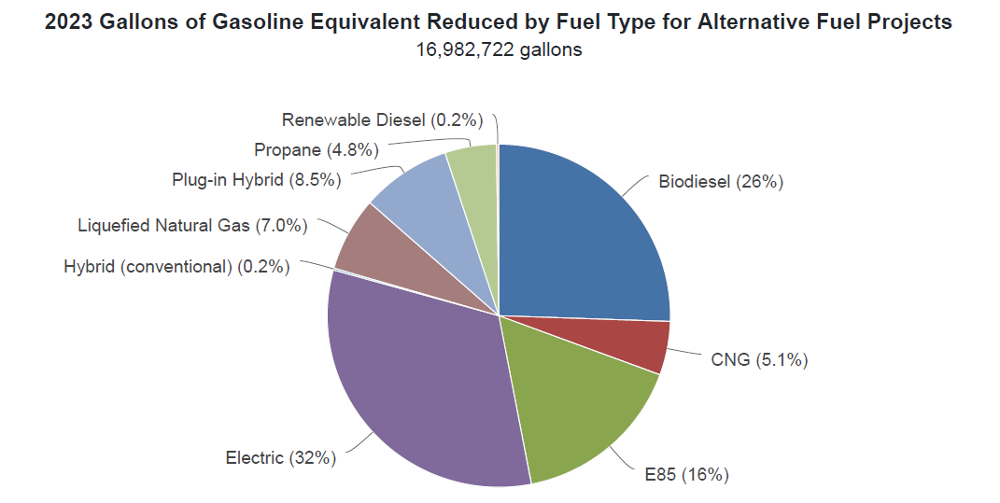 2023 Gallons of Gasoline Equivalent Reduced by Fuel Type for Alternative Fuel Projects
16,982,722 gallons
Renewable Diesel (0.2%)
Propane (4.8%)
Plug-in Hybrid (8.5%)
Biodiesel (26%)
Liquefied Natural Gas (7.0%)
Hybrid (conventional) (0.2%)
CNG (5.1%)
Electric (32%)
E85 (16%)